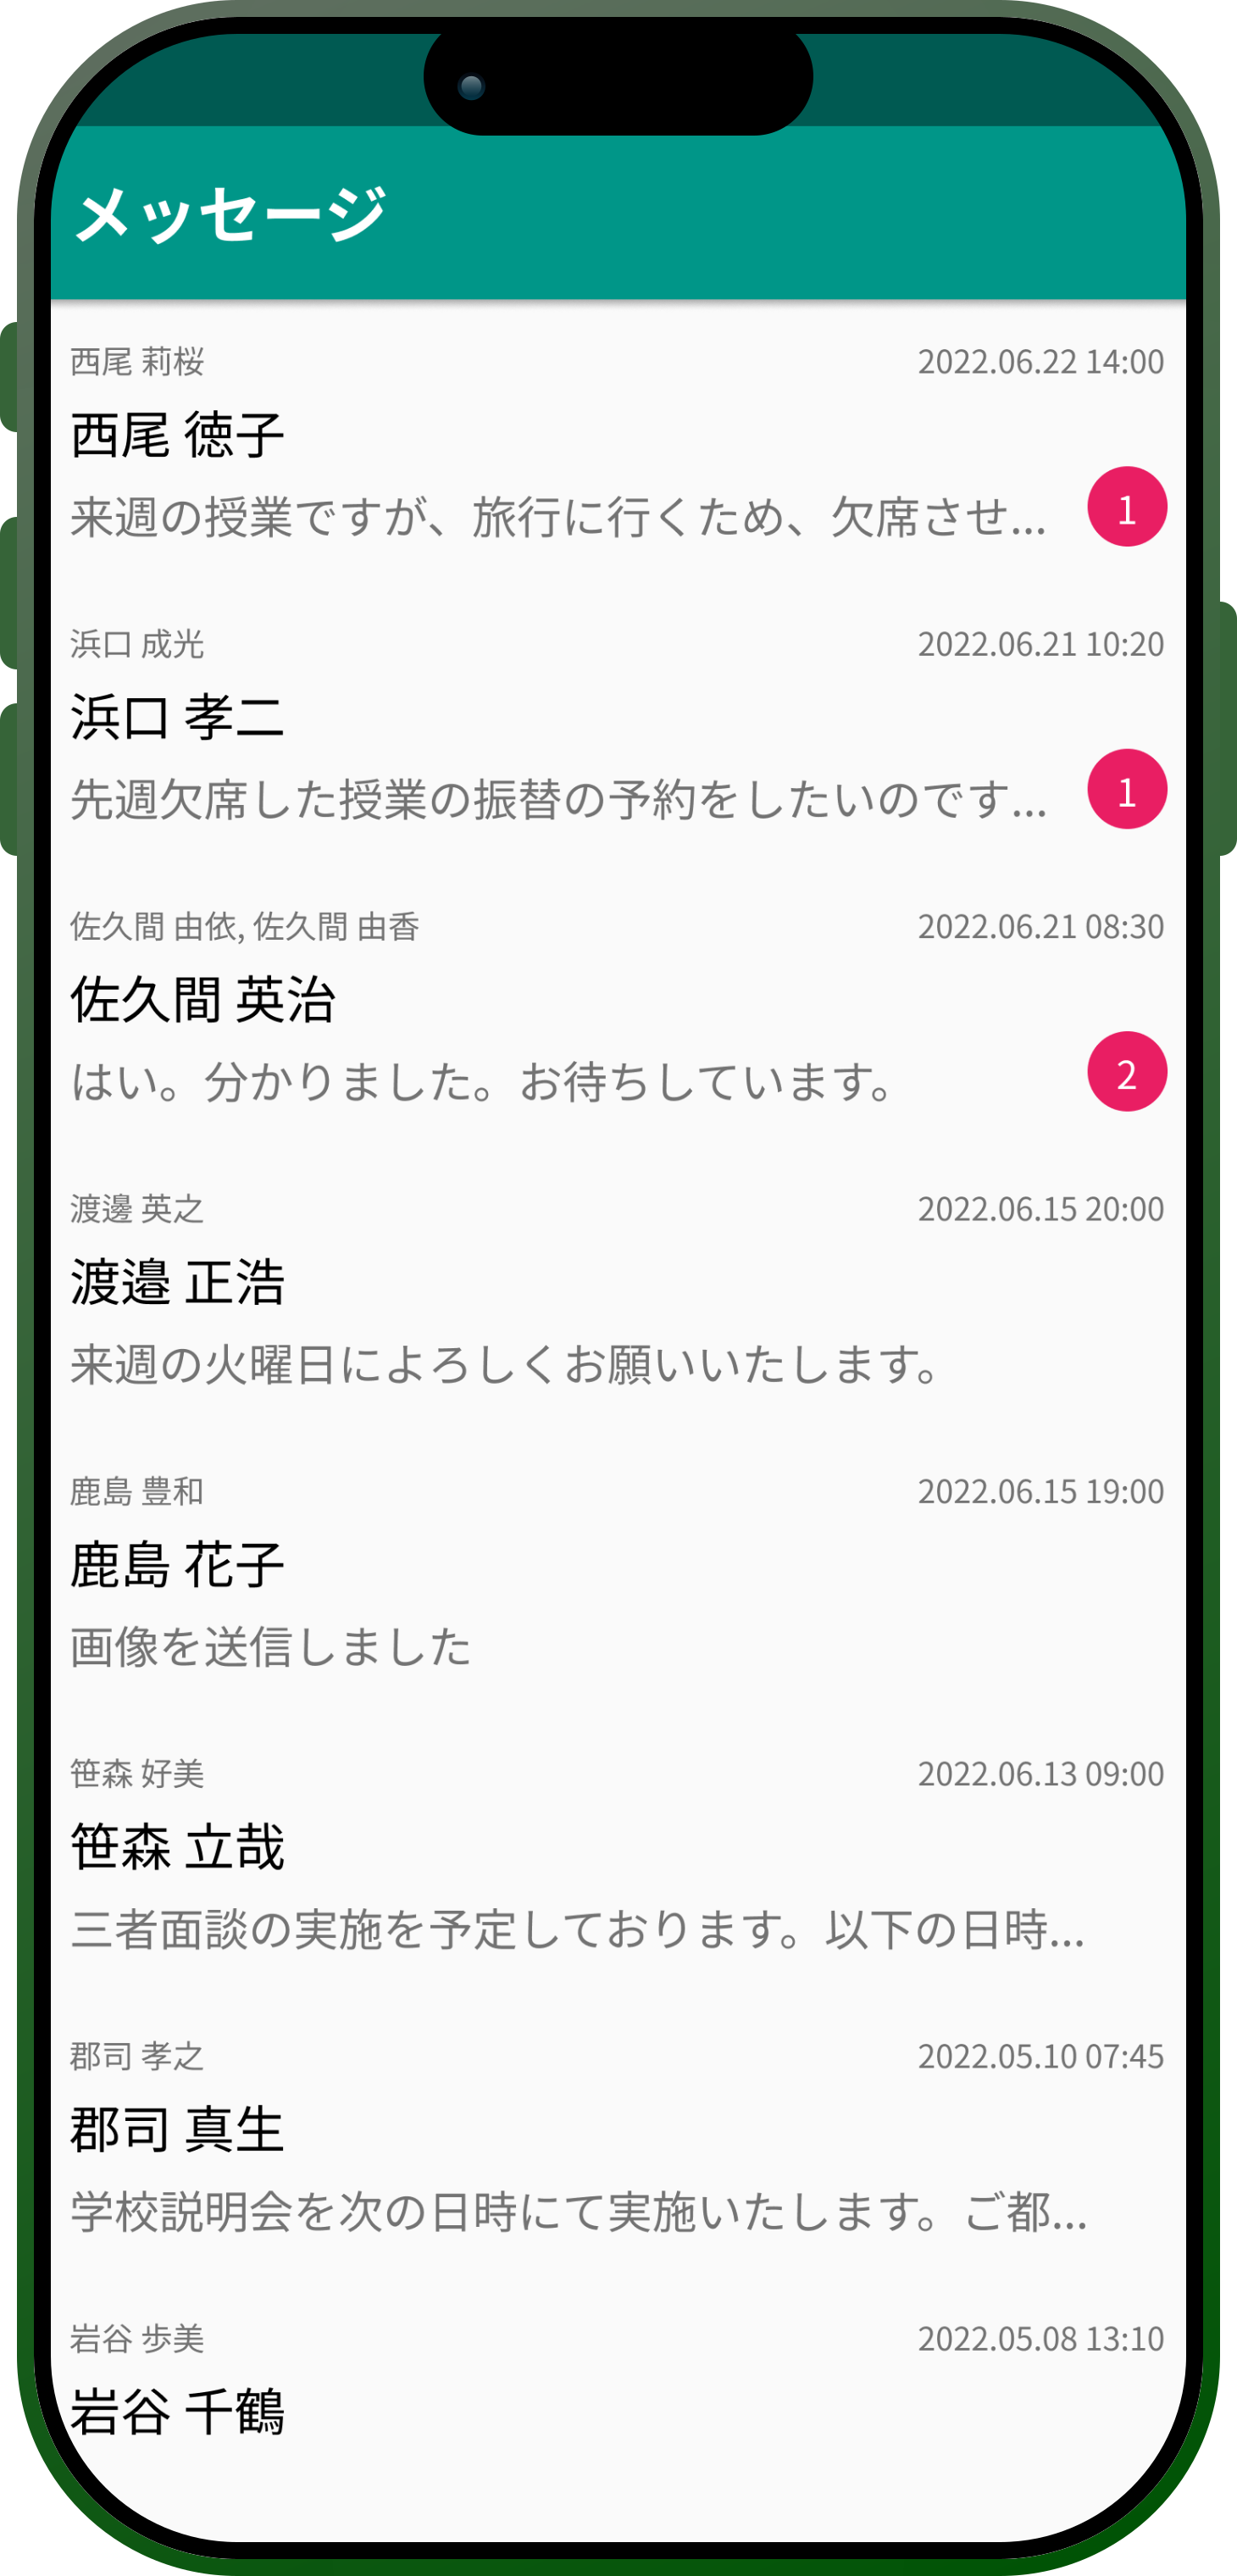 メッセージ
西尾 莉桜 2022.06.22 14:00
西尾 徳子
来週の授業ですが、旅行に行くため、欠席させ... 1
浜口 成光 2022.06.21 10:20
浜口 孝二
先週欠席した授業の振替の予約をしたいのです... 1
佐久間 由依, 佐久間 由香 2022.06.21 08:30
佐久間 英治
はい。分かりました。お待ちしています。 2
渡邉 英之 2022.06.15 20:00
渡邉 正浩
来週の火曜日によろしくお願いいたします。
鹿島 豊和 2022.06.15 19:00
鹿島 花子
画像を送信しました
笹森 好美 2022.06.13 09:00
笹森 立哉
三者面談の実施を予定しております。以下の日時...
郡司 孝之 2022.05.10 07:45
郡司 真生
学校説明会を次の日時にて実施いたします。ご都...
岩谷 歩美 2022.05.08 13:10
岩谷 千鶴